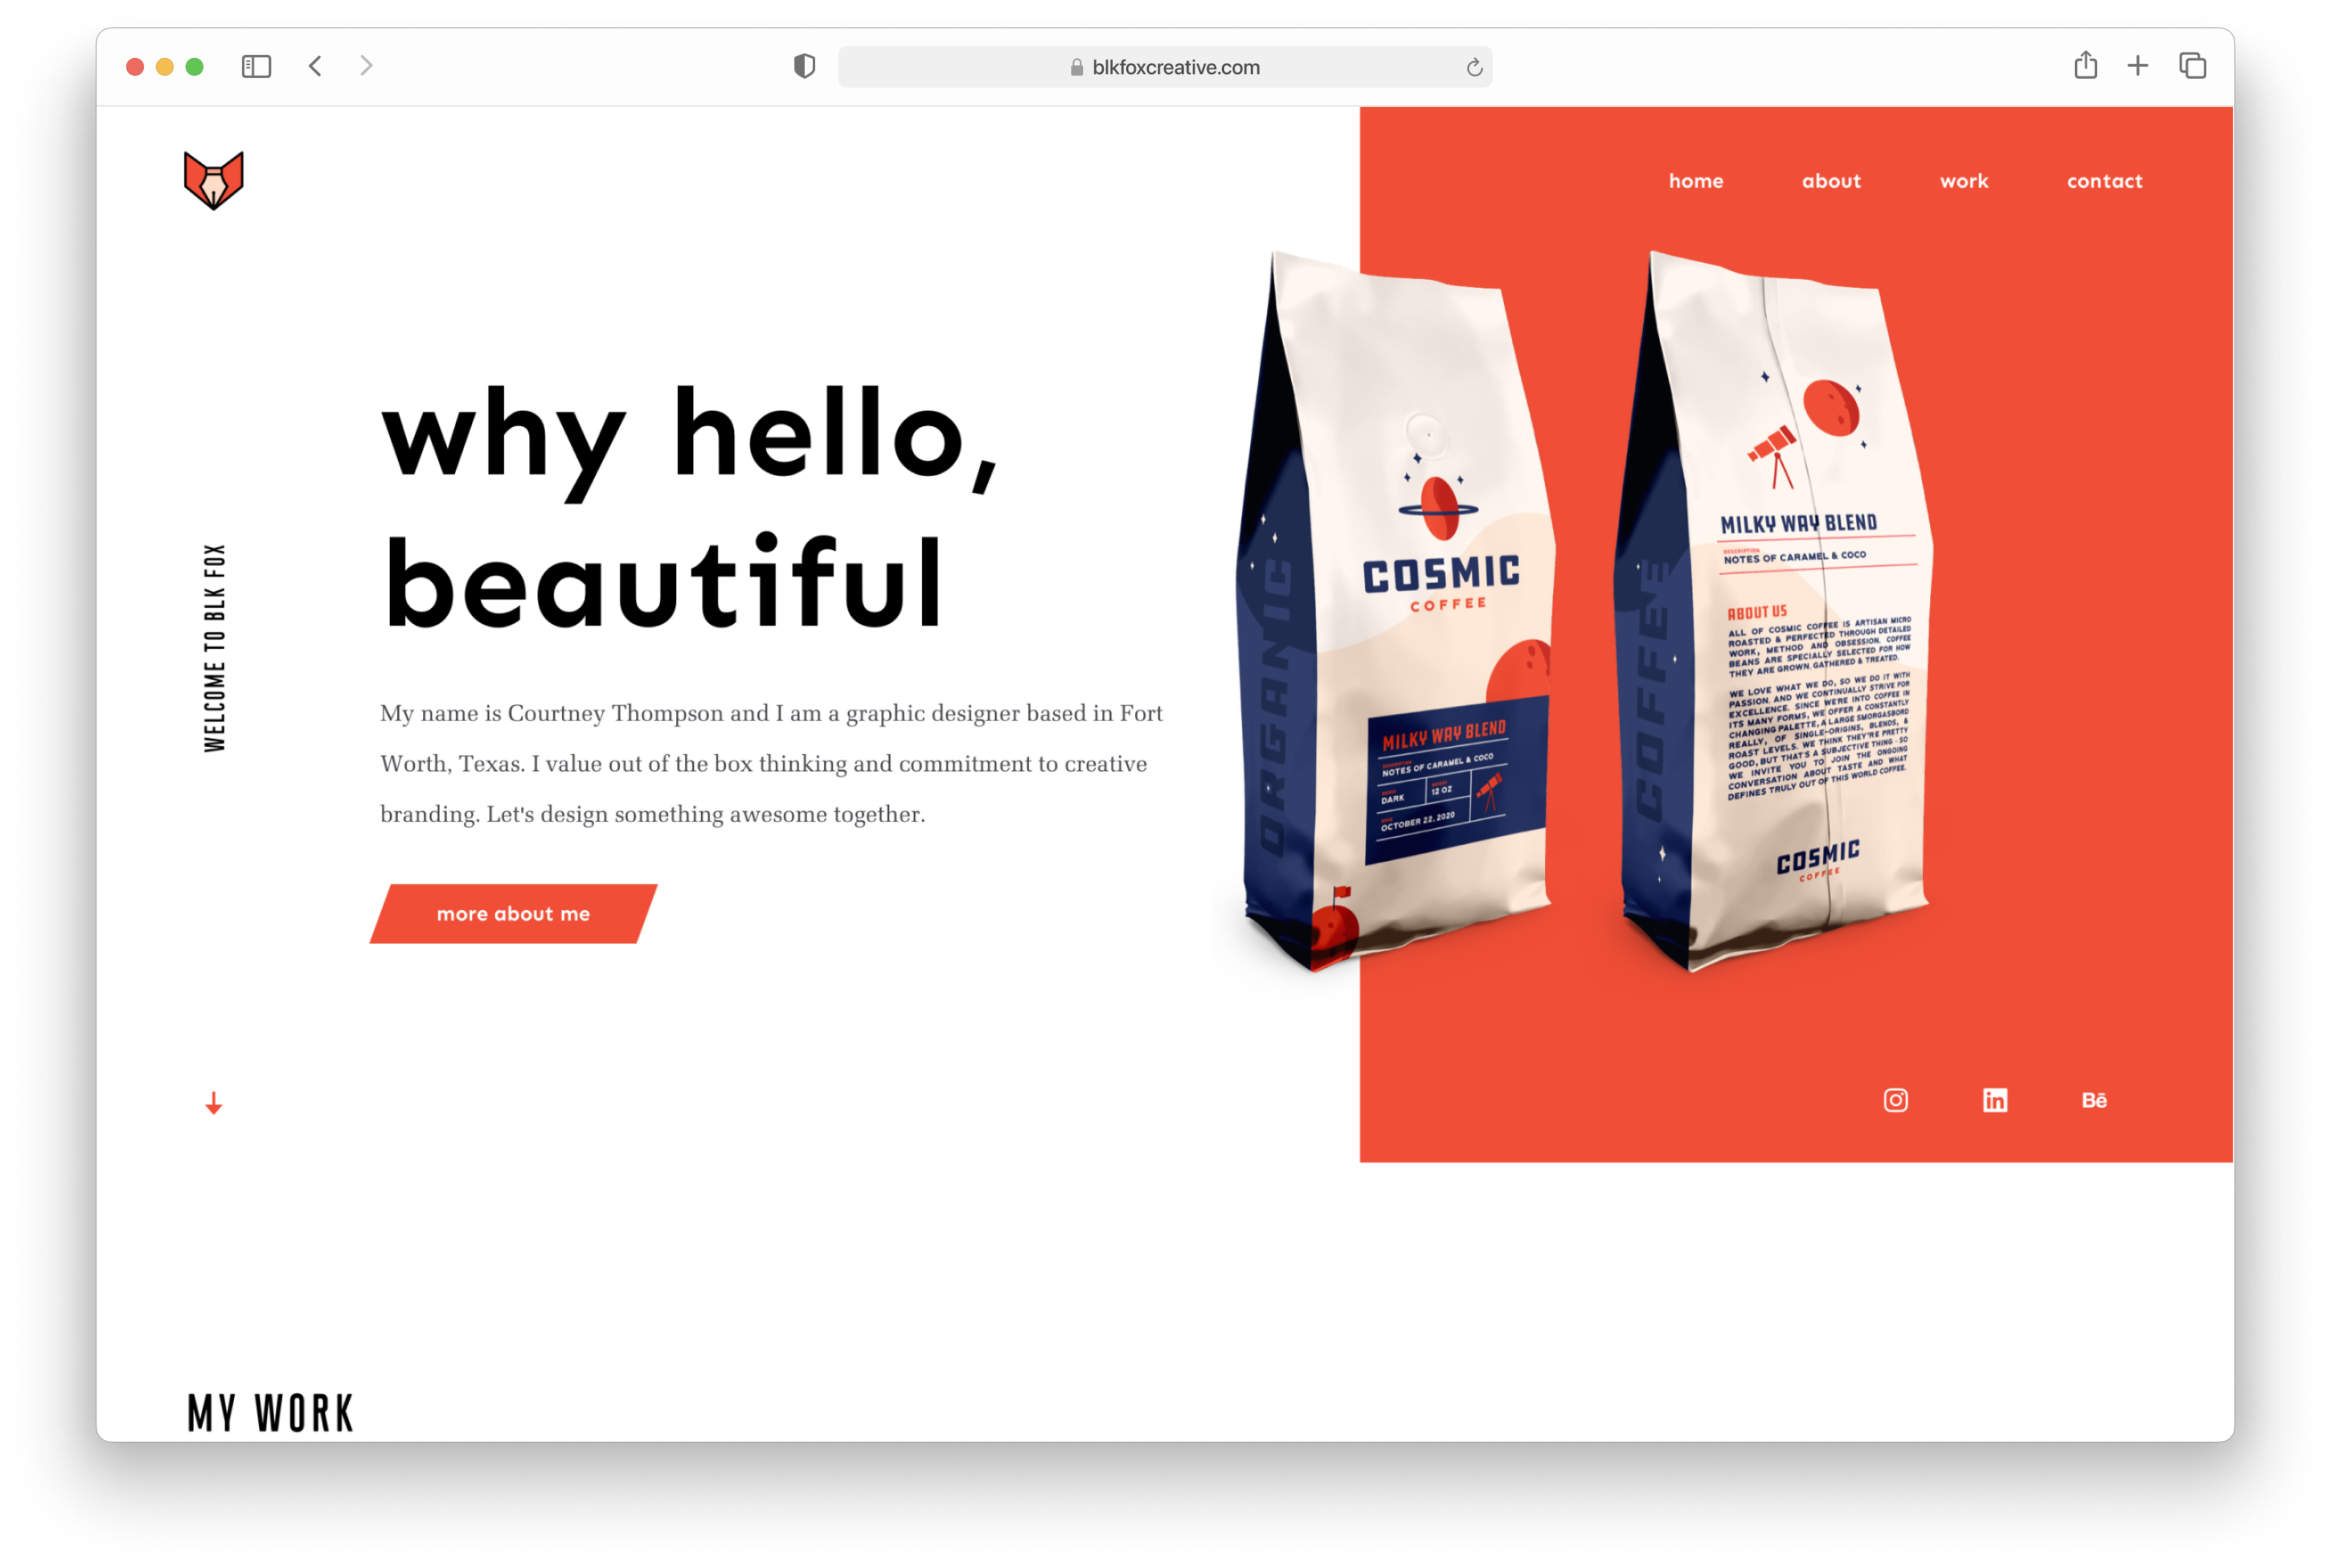 blkfoxcreative.com
home about work contact
why hello,
beautiful
WELCOME TO BLK FOX
My name is Courtney Thompson and I am a graphic designer based in Fort
Worth, Texas. I value out of the box thinking and commitment to creative
branding. Let's design something awesome together.
more about me
ORGANIC
COSMIC
COFFEE
MILKY WAY BLEND
DESCRIPTION
NOTES OF CARAMEL & COCO
DARK
12 OZ
DATE
OCTOBER 22, 2020
COFFEE
MILKY WAY BLEND
DESCRIPTION
NOTES OF CARAMEL & COCO
ABOUT US
ALL OF COSMIC COFFEE IS ARTISAN MICRO
ROASTED & PERFECTED THROUGH DETAILED
WORK, METHOD AND OBSESSION. COFFEE
BEANS ARE SPECIALLY SELECTED FOR HOW
THEY ARE GROWN, GATHERED & TREATED.
WE LOVE WHAT WE DO, SO WE DO IT WITH
PASSION. AND WE CONTINUALLY STRIVE FOR
EXCELLENCE. SINCE WE'RE INTO COFFEE IN
ITS MANY FORMS, WE OFFER A CONSTANTLY
CHANGING PALETTE, A LARGE SMORGASBORD
REALLY, OF SINGLE-ORIGINS, BLENDS, &
ROAST LEVELS. WE THINK THEY'RE PRETTY
GOOD, BUT THAT'S A SUBJECTIVE THING - SO
WE INVITE YOU TO JOIN THE ONGOING
CONVERSATION ABOUT TASTE AND WHAT
DEFINES TRULY OUT OF THIS WORLD COFFEE.
COSMIC
COFFEE
in Bē
MY WORK